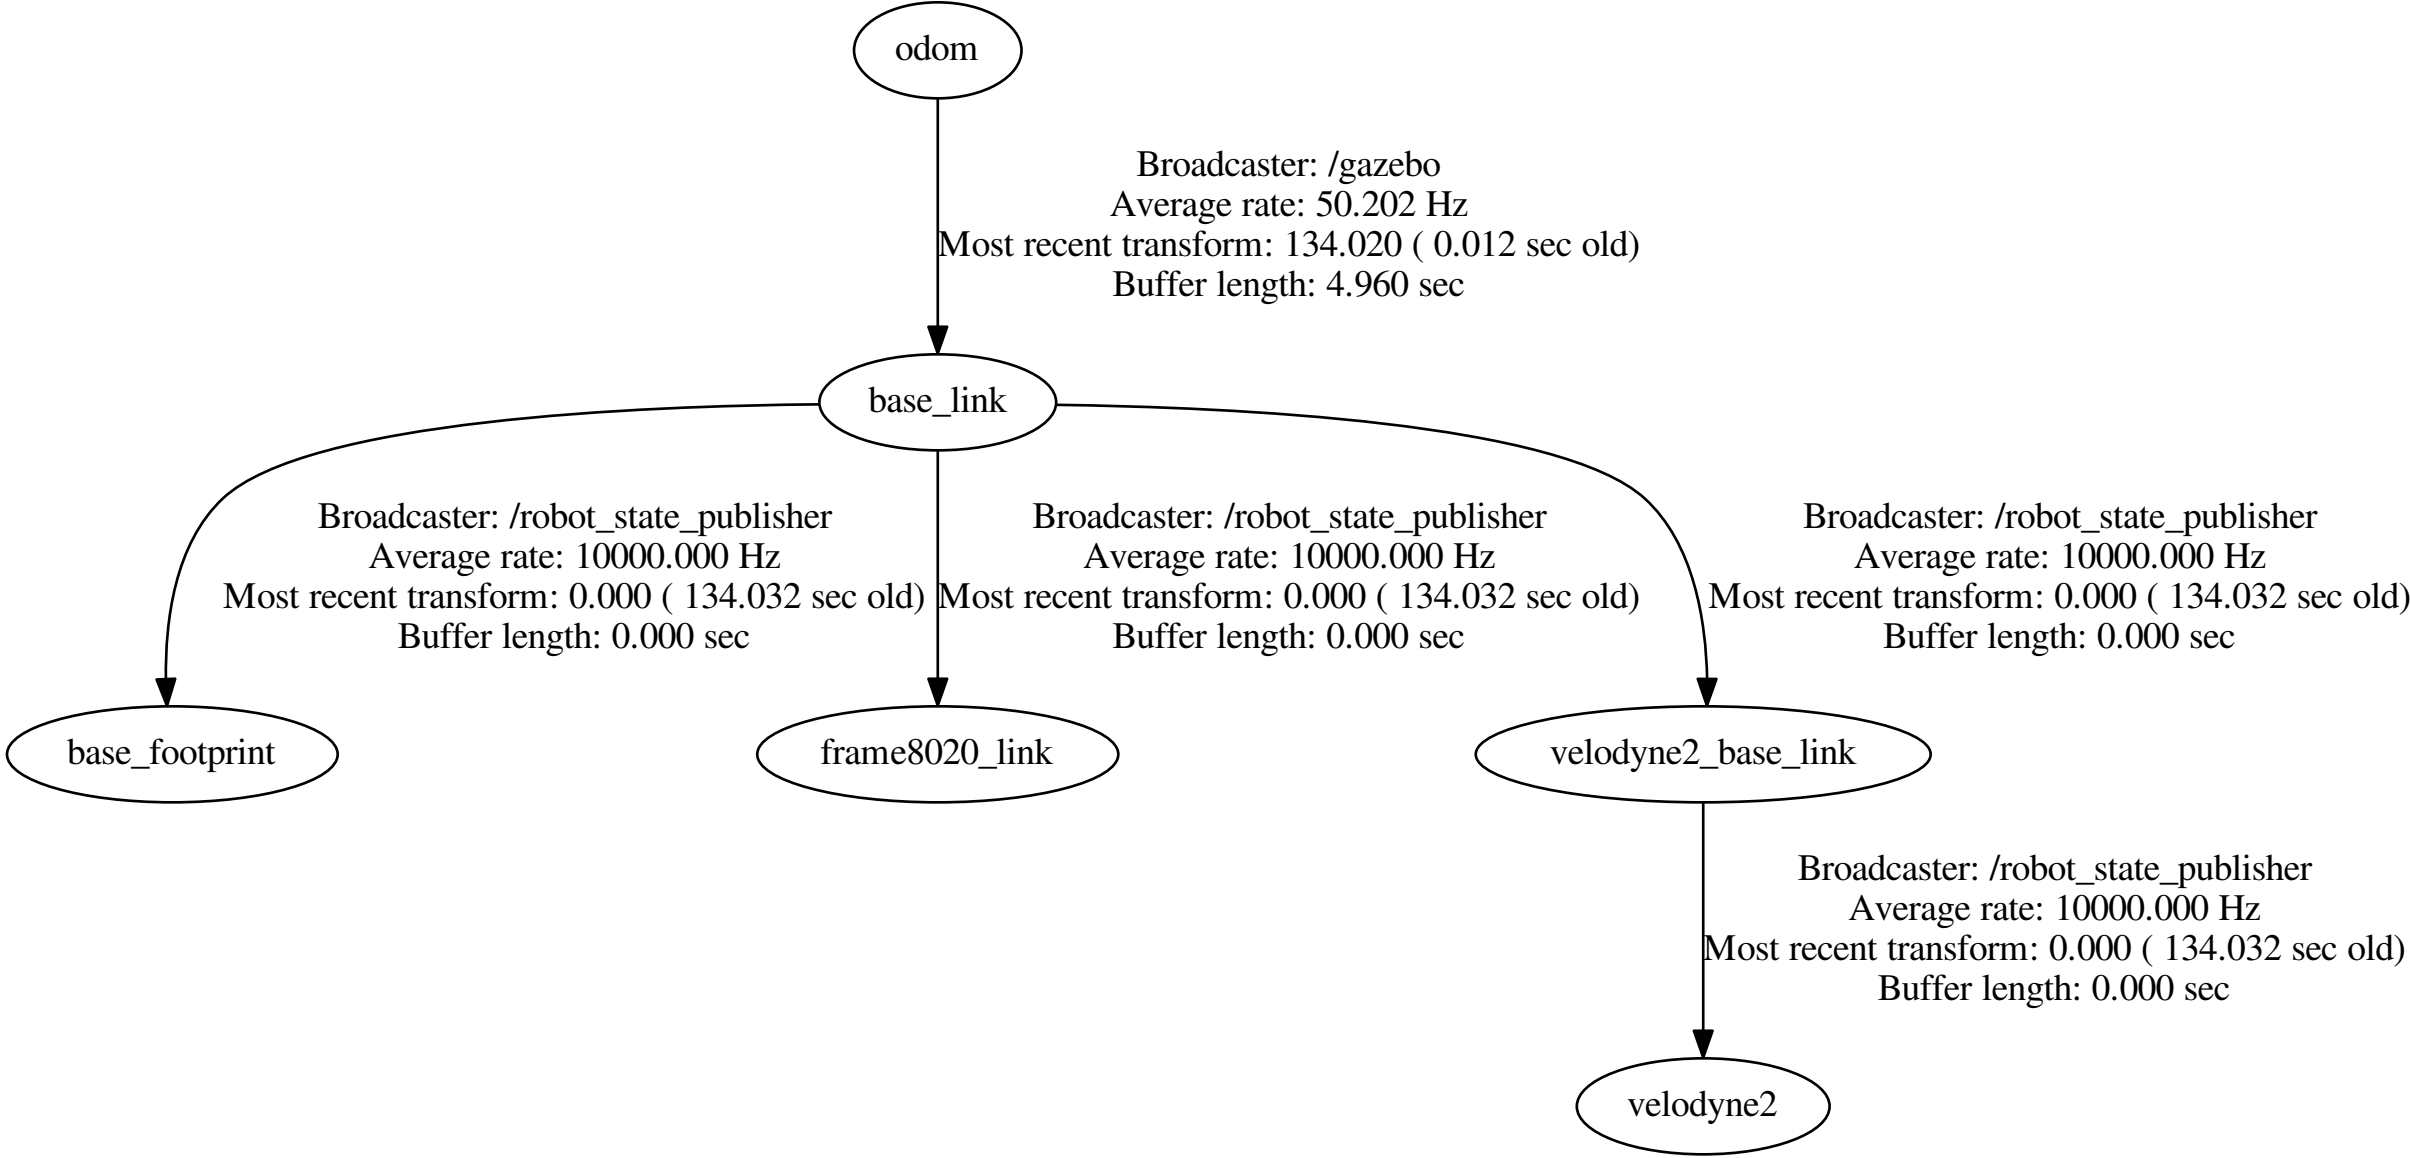 odom
Broadcaster: /gazebo
Average rate: 50.202 Hz
Most recent transform: 134.020 ( 0.012 sec old)
Buffer length: 4.960 sec
base_link
Broadcaster: /robot_state_publisher
Average rate: 10000.000 Hz
Most recent transform: 0.000 ( 134.032 sec old)
Buffer length: 0.000 sec
Broadcaster: /robot_state_publisher
Average rate: 10000.000 Hz
Most recent transform: 0.000 ( 134.032 sec old)
Buffer length: 0.000 sec
Broadcaster: /robot_state_publisher
Average rate: 10000.000 Hz
Most recent transform: 0.000 ( 134.032 sec old)
Buffer length: 0.000 sec
base_footprint
frame8020_link
velodyne2_base_link
Broadcaster: /robot_state_publisher
Average rate: 10000.000 Hz
Most recent transform: 0.000 ( 134.032 sec old)
Buffer length: 0.000 sec
velodyne2